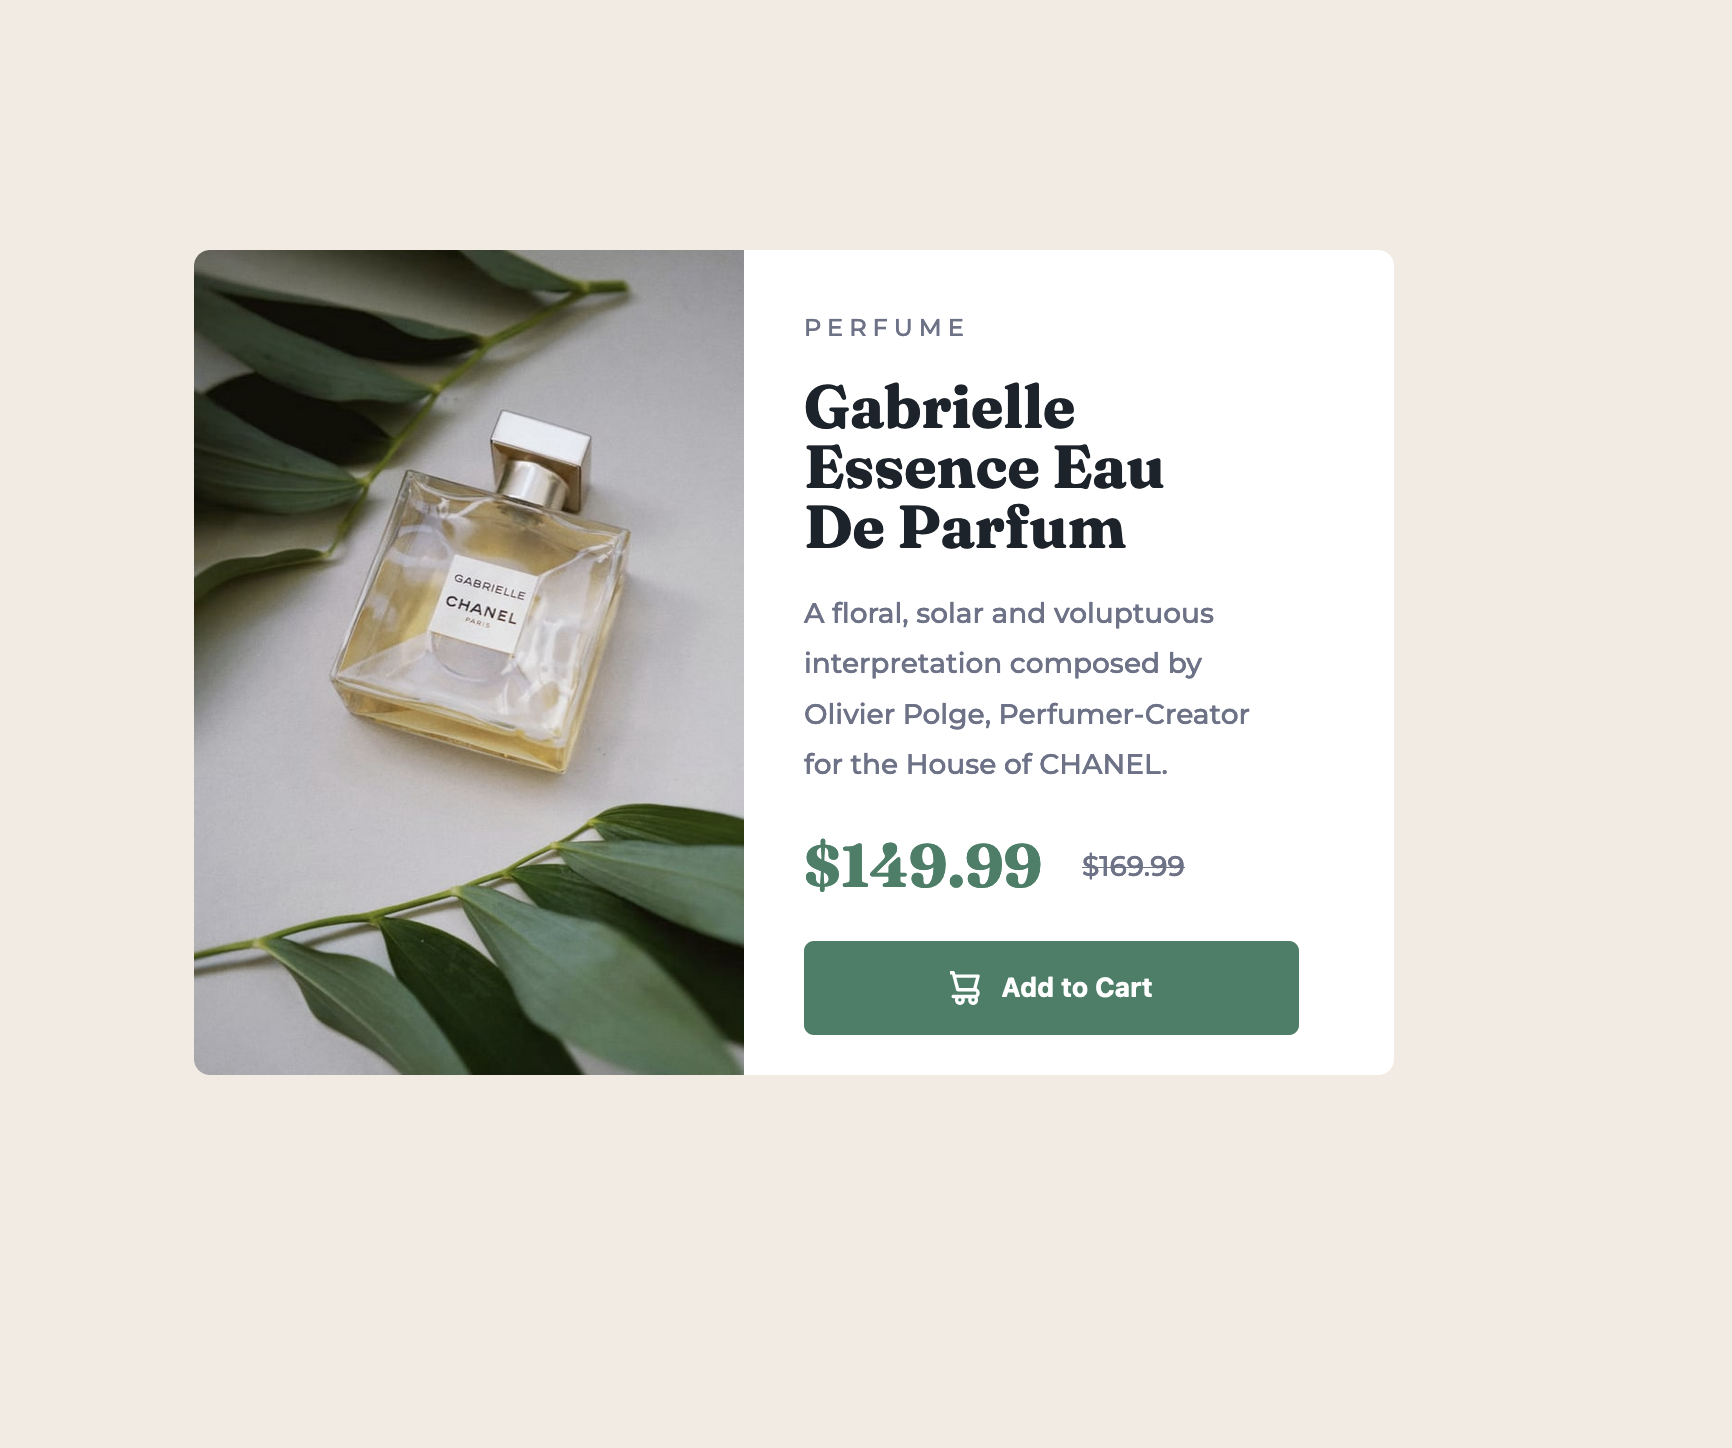 GABRIELLE
CHANEL
PARIS
PERFUME
Gabrielle
Essence Eau
De Parfum
A floral, solar and voluptuous
interpretation composed by
Olivier Polge, Perfumer-Creator
for the House of CHANEL.
$149.99 $169.99
Add to Cart